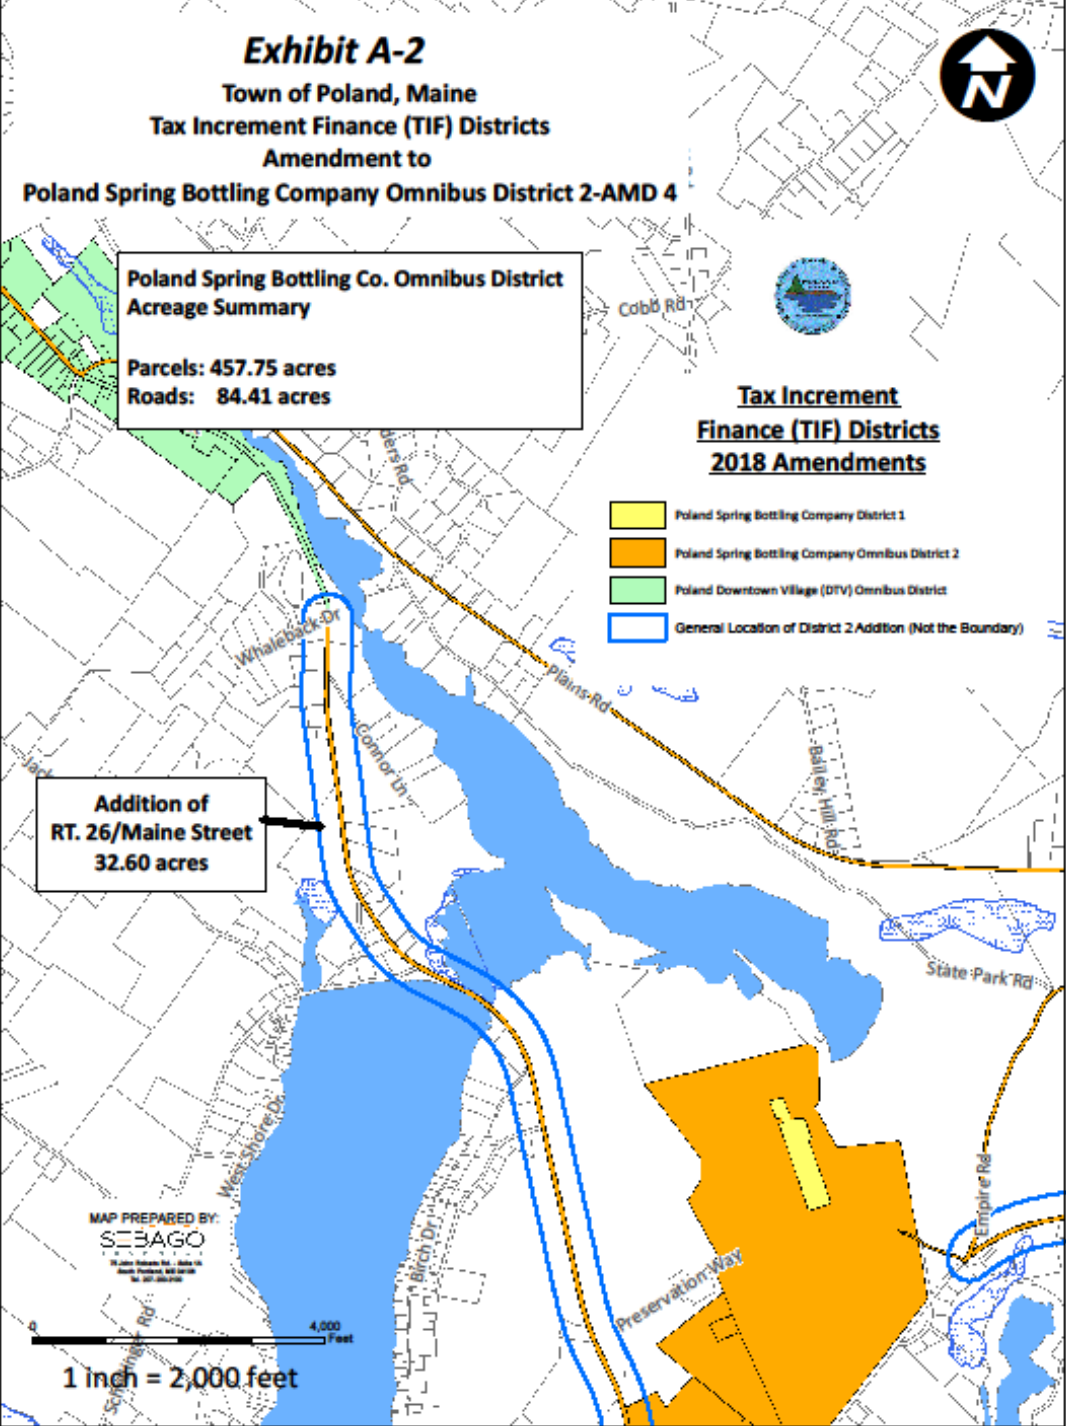 Exhibit A-2
Town of Poland, Maine
Tax Increment Finance (TIF) Districts
Amendment to
Poland Spring Bottling Company Omnibus District 2-AMD 4
N
Poland Spring Bottling Co. Omnibus District
Acreage Summary
Parcels: 457.75 acres
Roads: 84.41 acres
Cobb Rd
Tax Increment
Finance (TIF) Districts
2018 Amendments
Poland Spring Bottling Company District 1
Poland Spring Bottling Company Omnibus District 2
Poland Downtown Village (DTV) Omnibus District
General Location of District 2 Addition (Not the Boundary)
ders Rd
Whaleback Dr
Plains Rd
Connor Ln
Bailey Hill Rd
Jack
Addition of
RT. 26/Maine Street
32.60 acres
State Park Rd
West Shore Dr
Empire Rd
Birch Dr
Preservation Way
MAP PREPARED BY:
SEBAGO
TECHNICS
0
4,000
Feet
1 inch = 2,000 feet